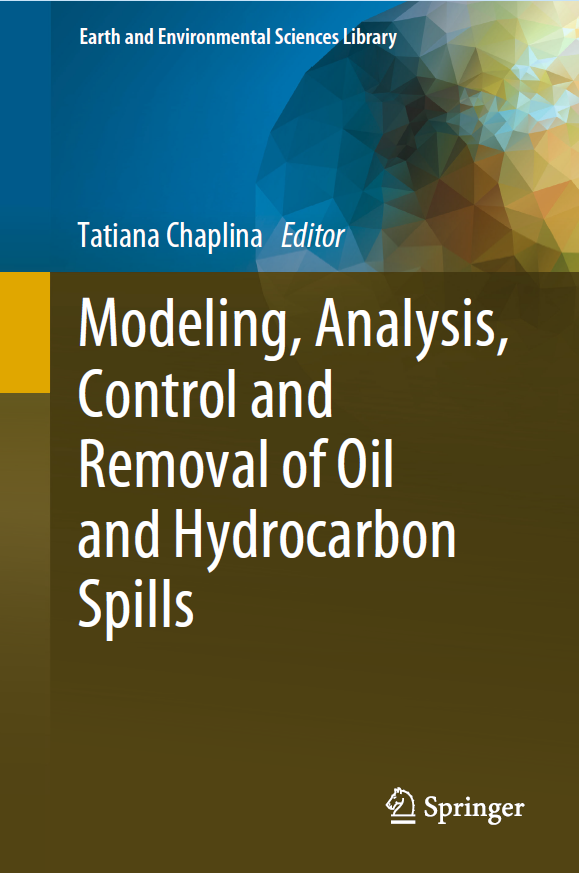 Earth and Environmental Sciences Library
Tatiana Chaplina Editor
Modeling, Analysis,
Control and
Removal of Oil
and Hydrocarbon
Spills
Springer